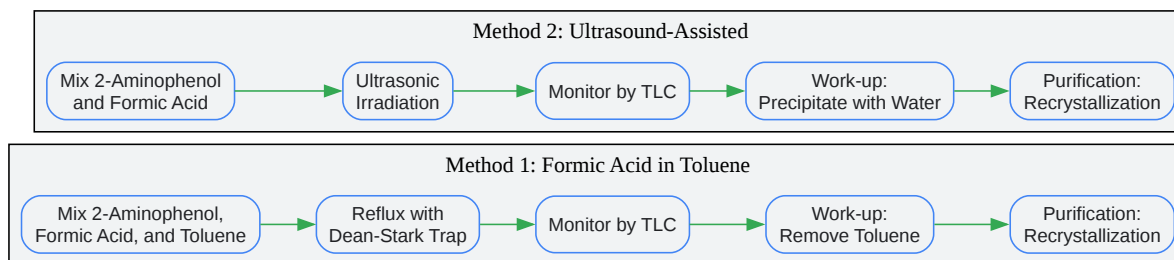 Method 2: Ultrasound-Assisted
Mix 2-Aminophenol
and Formic Acid
Ultrasonic
Irradiation
Monitor by TLC
Work-up:
Precipitate with Water
Purification:
Recrystallization
Method 1: Formic Acid in Toluene
Mix 2-Aminophenol,
Formic Acid, and Toluene
Reflux with
Dean-Stark Trap
Monitor by TLC
Work-up:
Remove Toluene
Purification:
Recrystallization